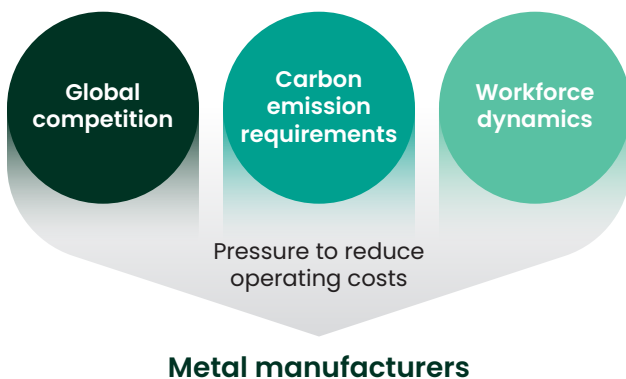 Global
competition
Carbon
emission
requirements
Workforce
dynamics
Pressure to reduce
operating costs
Metal manufacturers